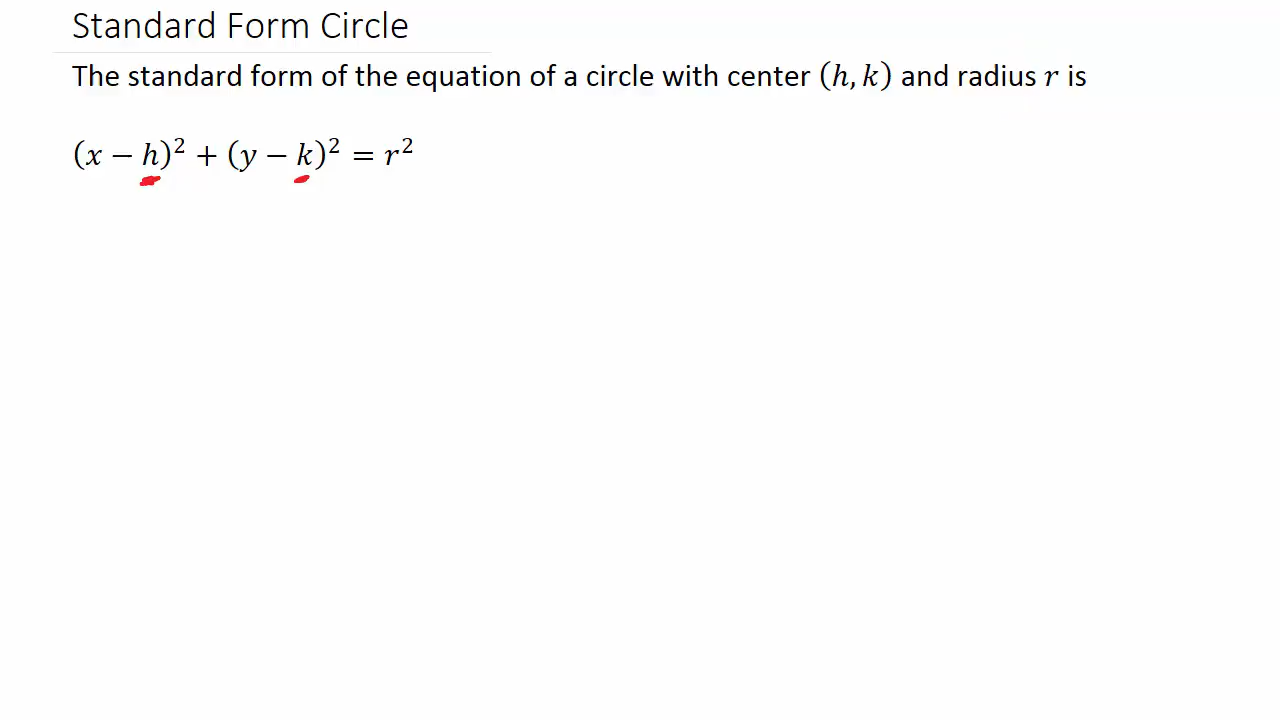 Standard Form Circle
The standard form of the equation of a circle with center (h, k) and radius r is
(x − h)² + (y − k)² = r²